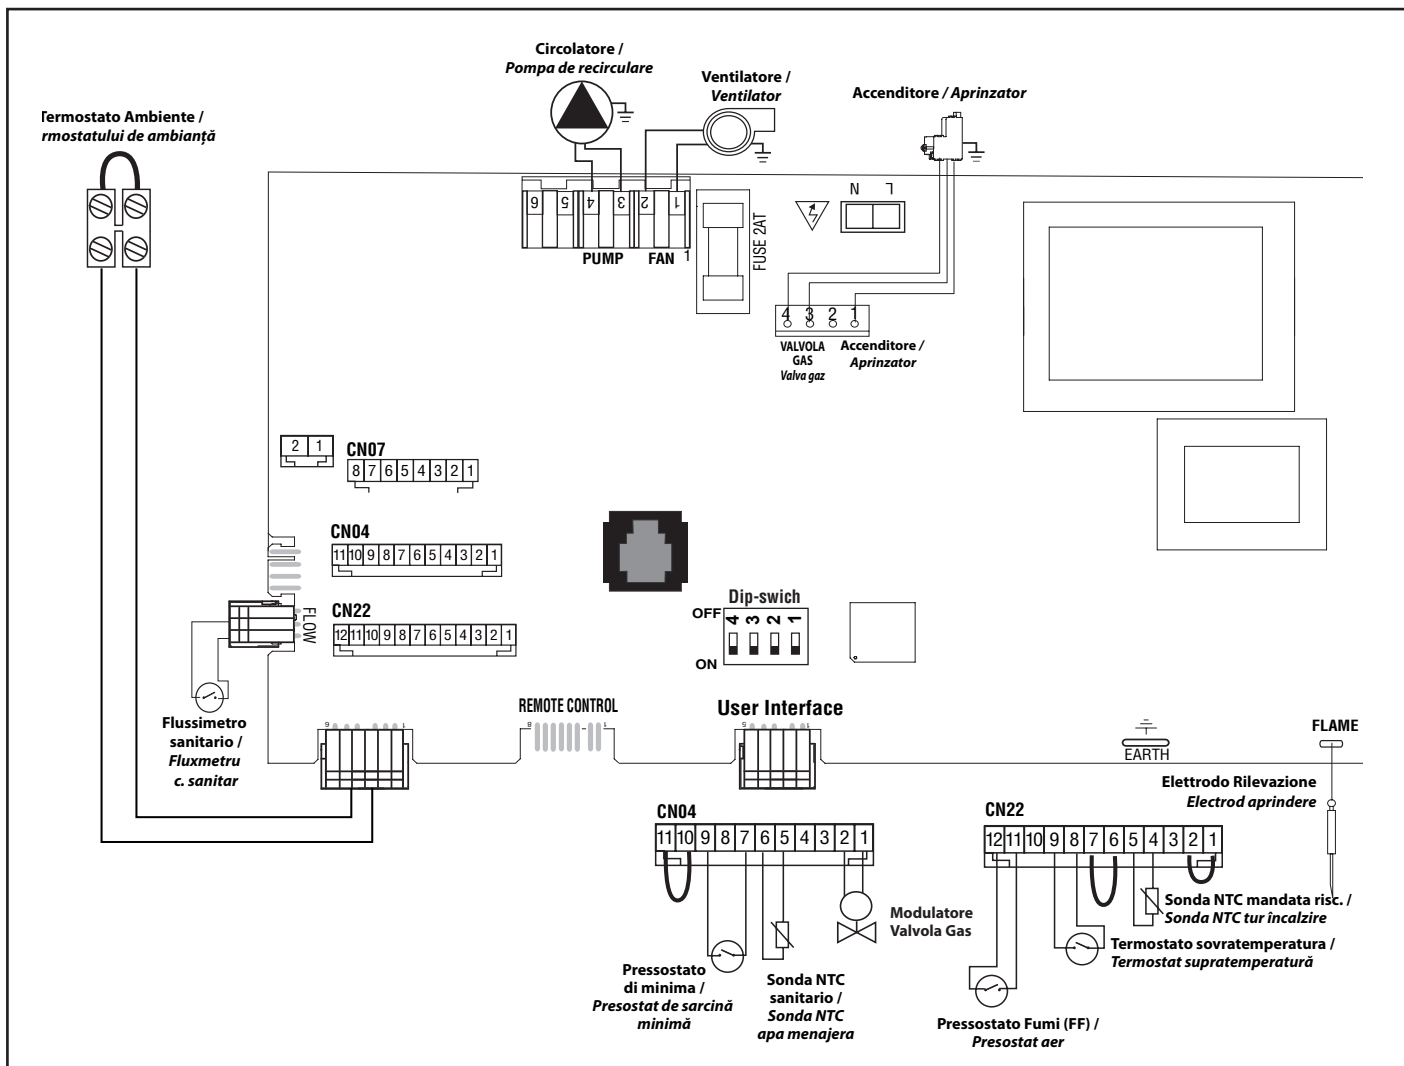 Circolatore /
Pompa de recirculare
Ventilatore /
Ventilator
Accenditore / Aprinzator
Termostato Ambiente /
rmostatului de ambianță
N L
6 5 4 3 2 1
PUMP FAN 1
FUSE 2AT
4 3 2 1
VALVOLA
GAS
Valva gaz
Accenditore /
Aprinzator
2 1
CN07
8 7 6 5 4 3 2 1
CN04
11 10 9 8 7 6 5 4 3 2 1
FLOW
CN22
12 11 10 9 8 7 6 5 4 3 2 1
Dip-swich
OFF
4 3 2 1
ON
Flussimetro
sanitario /
Fluxmetru
c. sanitar
6 1
REMOTE CONTROL
8 1
User Interface
5 1
EARTH
FLAME
Elettrodo Rilevazione
Electrod aprindere
CN04
11 10 9 8 7 6 5 4 3 2 1
CN22
12 11 10 9 8 7 6 5 4 3 2 1
Modulatore
Valvola Gas
Sonda NTC mandata risc. /
Sonda NTC tur încalzire
Termostato sovratemperatura /
Termostat supratemperatură
Pressostato
di minima /
Presostat de sarcină
minimă
Sonda NTC
sanitario /
Sonda NTC
apa menajera
Pressostato Fumi (FF) /
Presostat aer